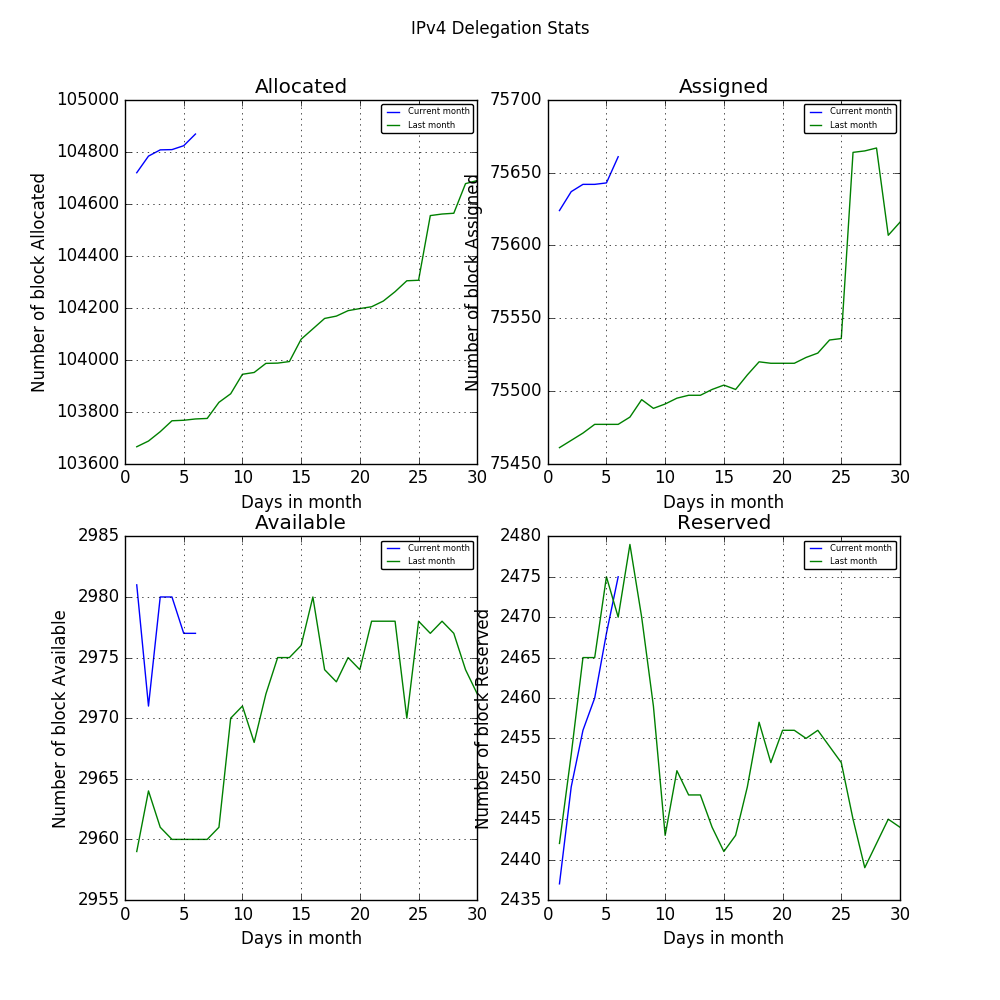 IPv4 Delegation Stats
Allocated
Number of block Allocated
105000
104800
104600
104400
104200
104000
103800
103600
0 5 10 15 20 25 30
Days in month
Current month
Last month
Assigned
Number of block Assigned
75700
75650
75600
75550
75500
75450
0 5 10 15 20 25 30
Days in month
Current month
Last month
Available
Number of block Available
2985
2980
2975
2970
2965
2960
2955
0 5 10 15 20 25 30
Days in month
Current month
Last month
Reserved
Number of block Reserved
2480
2475
2470
2465
2460
2455
2450
2445
2440
2435
0 5 10 15 20 25 30
Days in month
Current month
Last month